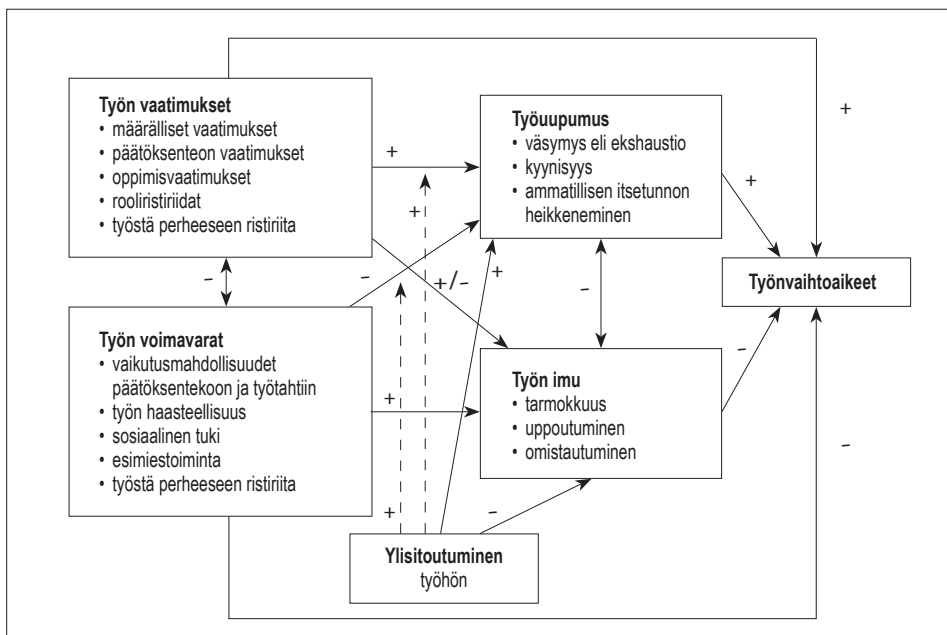 Työn vaatimukset
• määrälliset vaatimukset
• päätöksenteon vaatimukset
• oppimisvaatimukset
• rooliristiriidat
• työstä perheeseen ristiriita
Työn voimavarat
• vaikutusmahdollisuudet
päätöksentekoon ja työtahtiin
• työn haasteellisuus
• sosiaalinen tuki
• esimiestoiminta
• työstä perheeseen ristiriita
Työuupumus
• väsymys eli ekshaustio
• kyynisyys
• ammatillisen itsetunnon
heikkeneminen
Työn imu
• tarmokkuus
• uppoutuminen
• omistautuminen
Ylisitoutuminen
työhön
Työnvaihtoaikeet
+
+
+
–
–
+/–
+
–
+
+
–
+
–
–